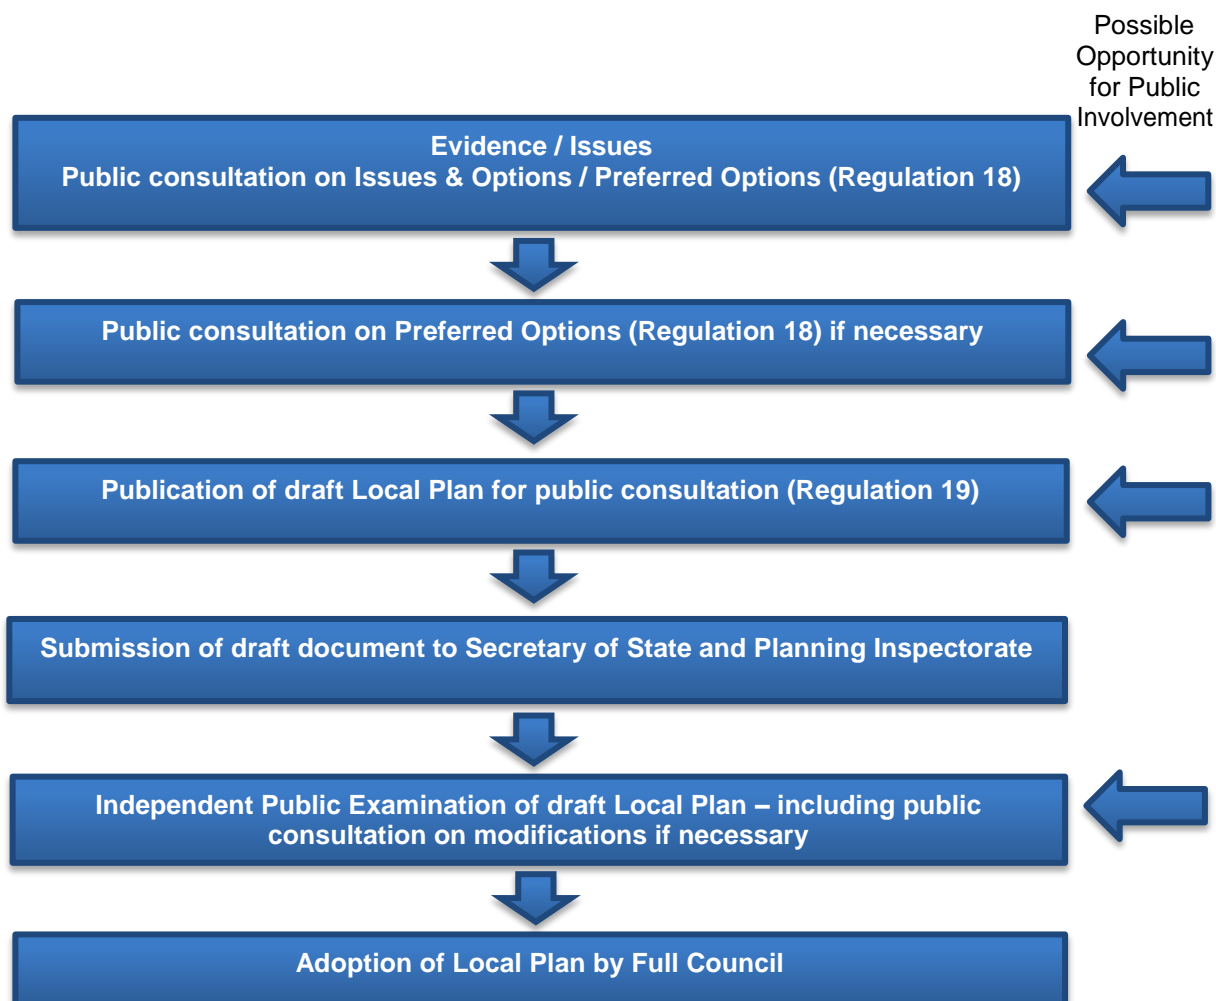 Possible
Opportunity
for Public
Involvement
Evidence / Issues
Public consultation on Issues & Options / Preferred Options (Regulation 18)
Public consultation on Preferred Options (Regulation 18) if necessary
Publication of draft Local Plan for public consultation (Regulation 19)
Submission of draft document to Secretary of State and Planning Inspectorate
Independent Public Examination of draft Local Plan – including public
consultation on modifications if necessary
Adoption of Local Plan by Full Council